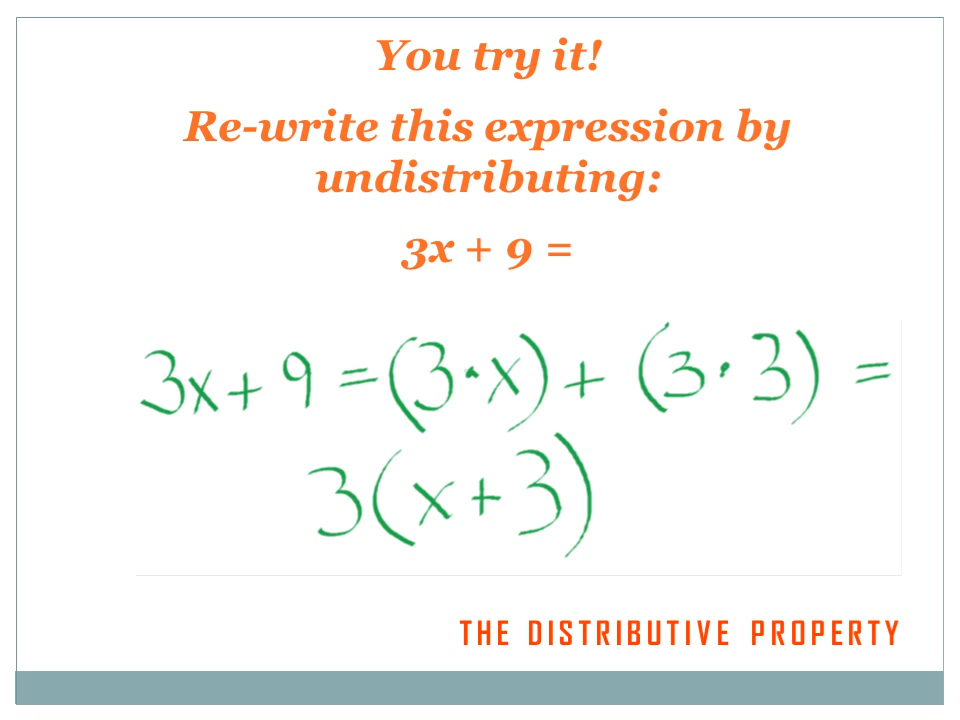 You try it!
Re-write this expression by
undistributing:
3x + 9 =
3x + 9 = (3 · x) + (3 · 3) =
3(x + 3)
THE DISTRIBUTIVE PROPERTY